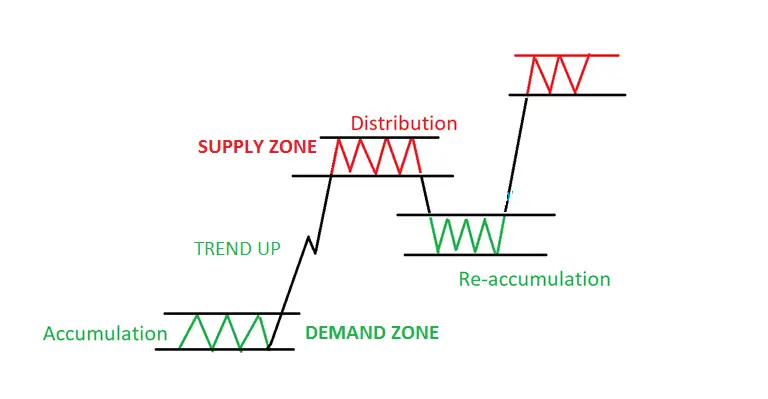 Distribution
SUPPLY ZONE
TREND UP
Re-accumulation
Accumulation
DEMAND ZONE